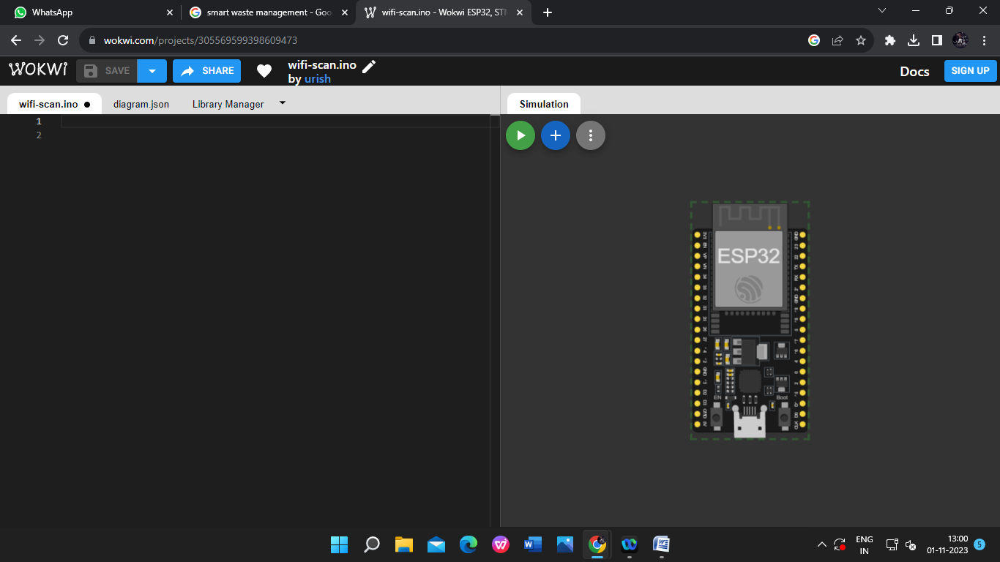 WhatsApp
smart waste management - Goo
wifi-scan.ino - Wokwi ESP32, STM
wokwi.com/projects/305569599398609473
WOKWI
SAVE
SHARE
wifi-scan.ino
by urish
Docs
SIGN UP
wifi-scan.ino
diagram.json
Library Manager
Simulation
1
2
ESP32
EN
Boot
ENG
IN
13:00
01-11-2023
5